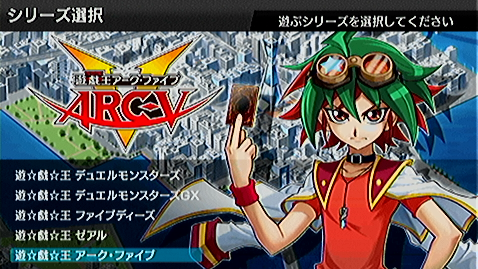 シリーズ選択
遊ぶシリーズを選択してください
遊戯王アーク・ファイブ
ARC-V
遊☆戯☆王 デュエルモンスターズ
遊☆戯☆王 デュエルモンスターズGX
遊☆戯☆王 ファイブディーズ
遊☆戯☆王 ゼアル
遊☆戯☆王 アーク・ファイブ